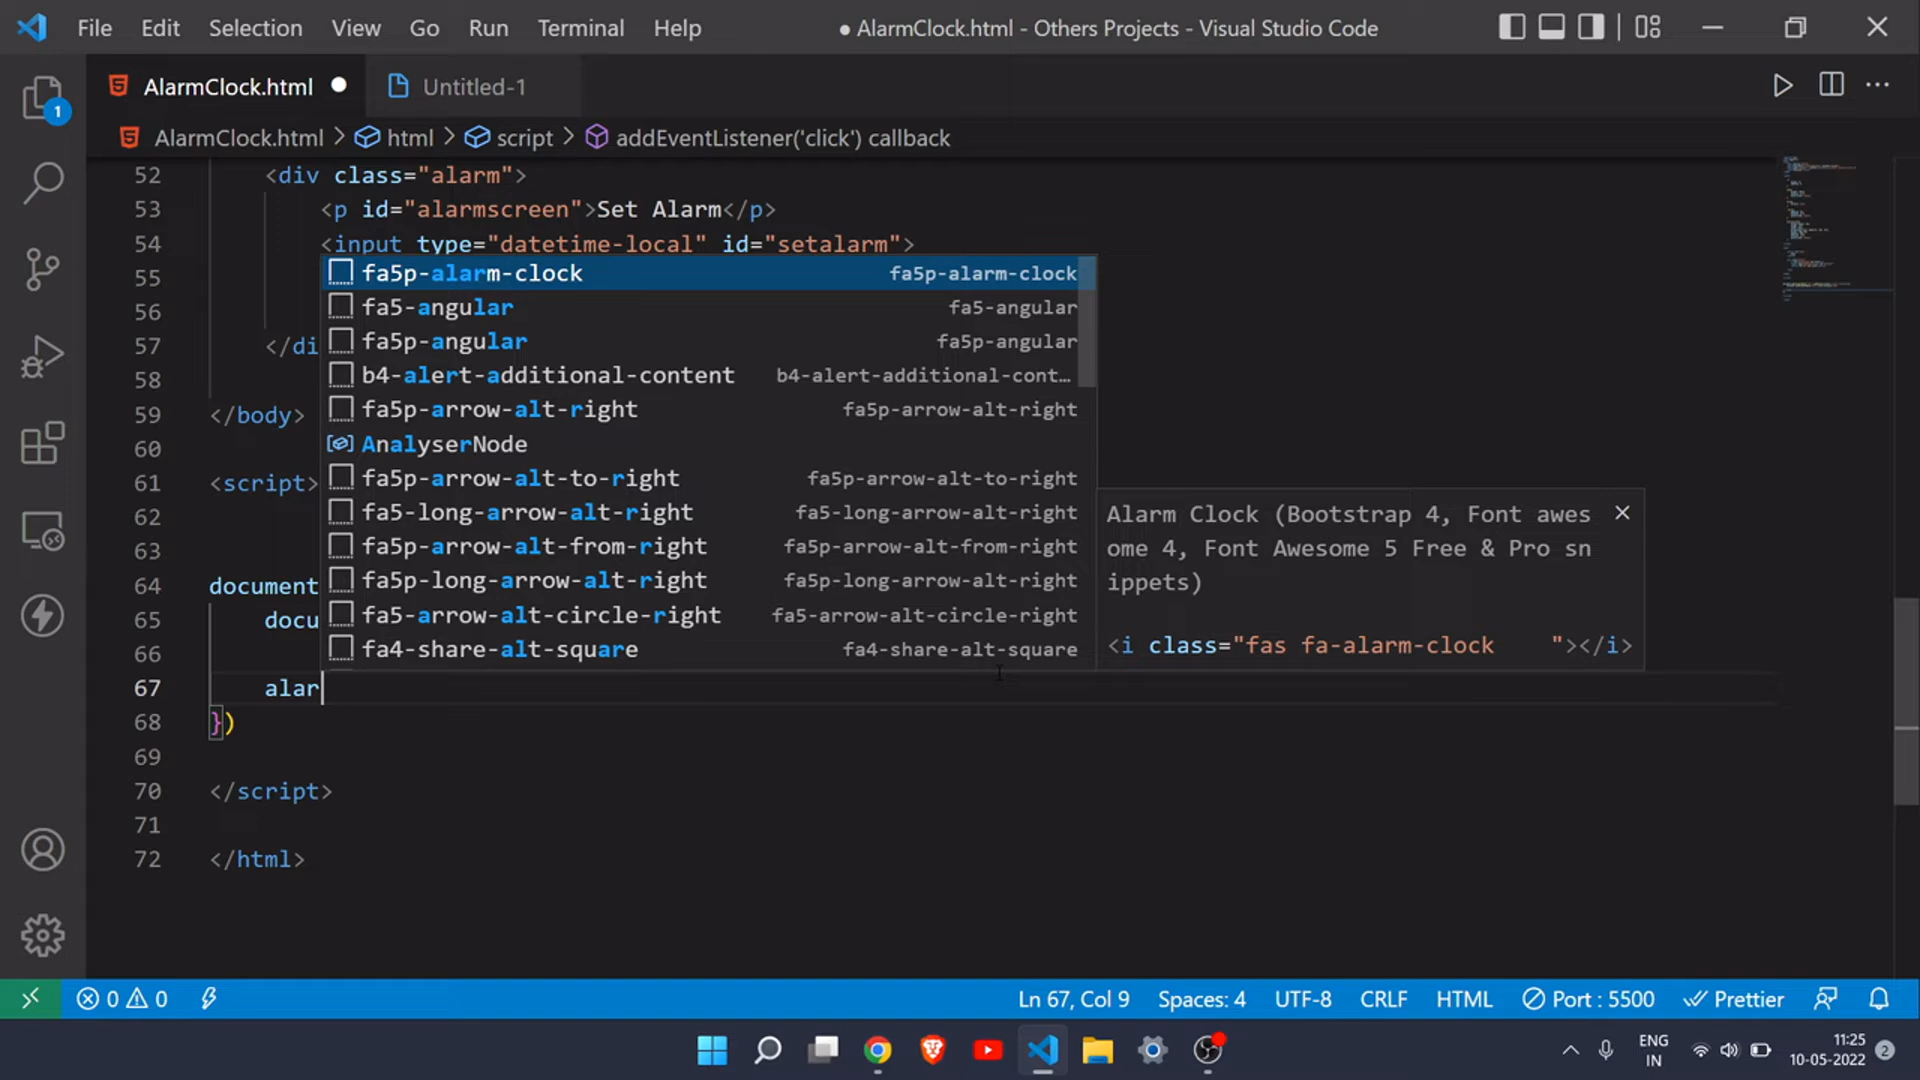 File Edit Selection View Go Run Terminal Help
● AlarmClock.html - Others Projects - Visual Studio Code
1
AlarmClock.html ●
Untitled-1
AlarmClock.html > html > script > addEventListener('click') callback
52 <div class="alarm">
53 <p id="alarmscreen">Set Alarm</p>
54 <input type="datetime-local" id="setalarm">
55
56
57 </di
58
59 </body>
60
61 <script>
62
63
64 document
65 docu
66
67 alar
68 })
69
70 </script>
71
72 </html>
fa5p-alarm-clock fa5p-alarm-clock
fa5-angular fa5-angular
fa5p-angular fa5p-angular
b4-alert-additional-content b4-alert-additional-cont…
fa5p-arrow-alt-right fa5p-arrow-alt-right
AnalyserNode
fa5p-arrow-alt-to-right fa5p-arrow-alt-to-right
fa5-long-arrow-alt-right fa5-long-arrow-alt-right
fa5p-arrow-alt-from-right fa5p-arrow-alt-from-right
fa5p-long-arrow-alt-right fa5p-long-arrow-alt-right
fa5-arrow-alt-circle-right fa5-arrow-alt-circle-right
fa4-share-alt-square fa4-share-alt-square
Alarm Clock (Bootstrap 4, Font awes
ome 4, Font Awesome 5 Free & Pro sn
ippets)
<i class="fas fa-alarm-clock    "></i>
0 0
Ln 67, Col 9 Spaces: 4 UTF-8 CRLF HTML Port : 5500 Prettier
ENG
IN
11:25
10-05-2022
2